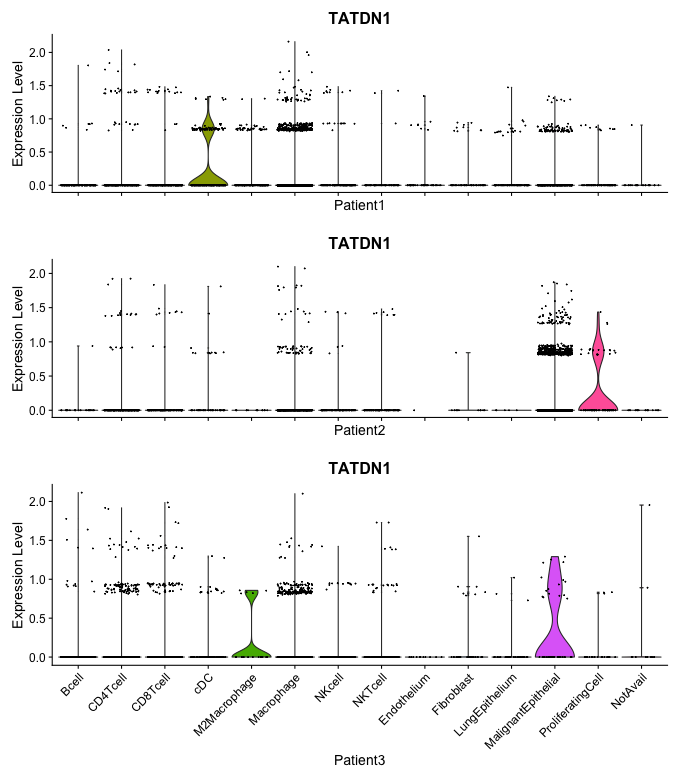 TATDN1
Expression Level
2.0
1.5
1.0
0.5
0.0
Patient1
TATDN1
Expression Level
2.0
1.5
1.0
0.5
0.0
Patient2
TATDN1
Expression Level
2.0
1.5
1.0
0.5
0.0
Bcell
CD4Tcell
CD8Tcell
cDC
M2Macrophage
Macrophage
NKcell
NKTcell
Endothelium
Fibroblast
LungEpithelium
MalignantEpithelial
ProliferatingCell
NotAvail
Patient3